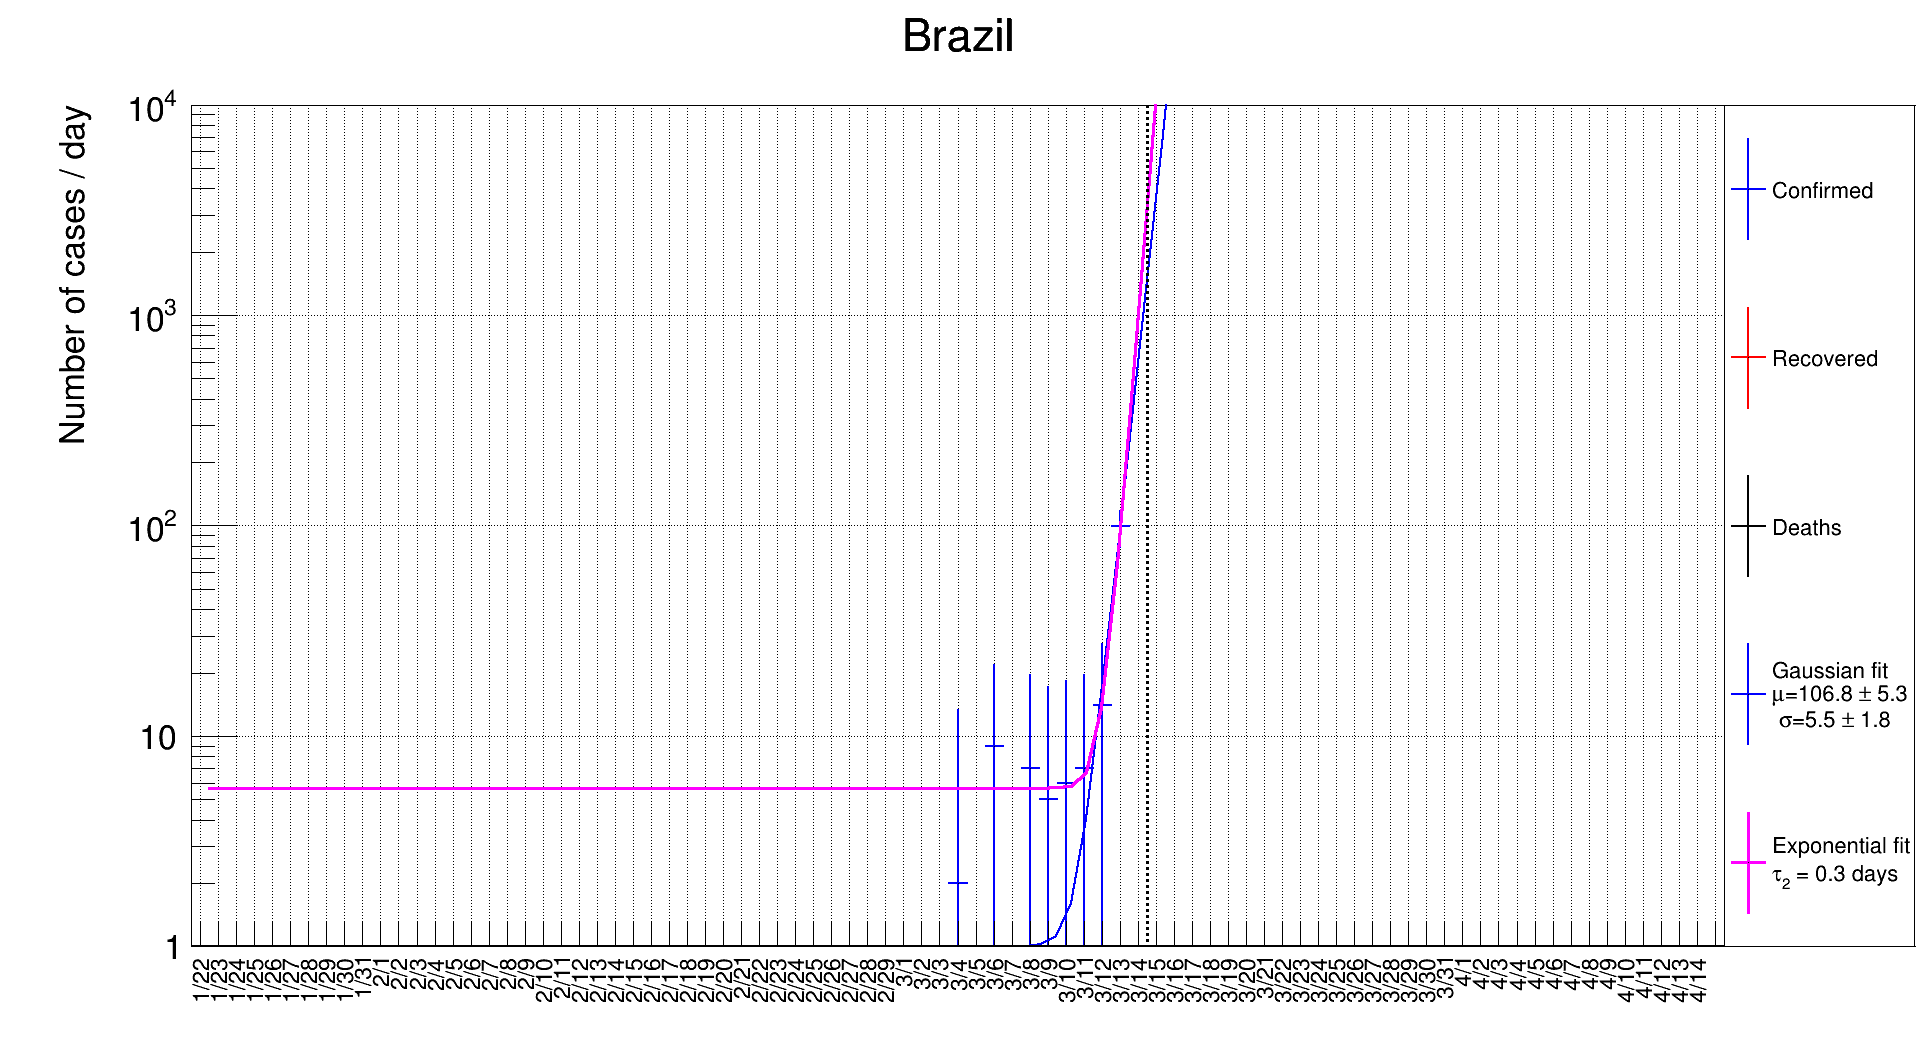 Brazil
Number of cases / day
10^4
10^3
10^2
10
1
1/22 1/23 1/24 1/25 1/26 1/27 1/28 1/29 1/30 1/31 2/1 2/2 2/3 2/4 2/5 2/6 2/7 2/8 2/9 2/10 2/11 2/12 2/13 2/14 2/15 2/16 2/17 2/18 2/19 2/20 2/21 2/22 2/23 2/24 2/25 2/26 2/27 2/28 2/29 3/1 3/2 3/3 3/4 3/5 3/6 3/7 3/8 3/9 3/10 3/11 3/12 3/13 3/14 3/15 3/16 3/17 3/18 3/19 3/20 3/21 3/22 3/23 3/24 3/25 3/26 3/27 3/28 3/29 3/30 3/31 4/1 4/2 4/3 4/4 4/5 4/6 4/7 4/8 4/9 4/10 4/11 4/12 4/13 4/14
Confirmed
Recovered
Deaths
Gaussian fit
μ=106.8 ± 5.3
σ=5.5 ± 1.8
Exponential fit
τ₂ = 0.3 days